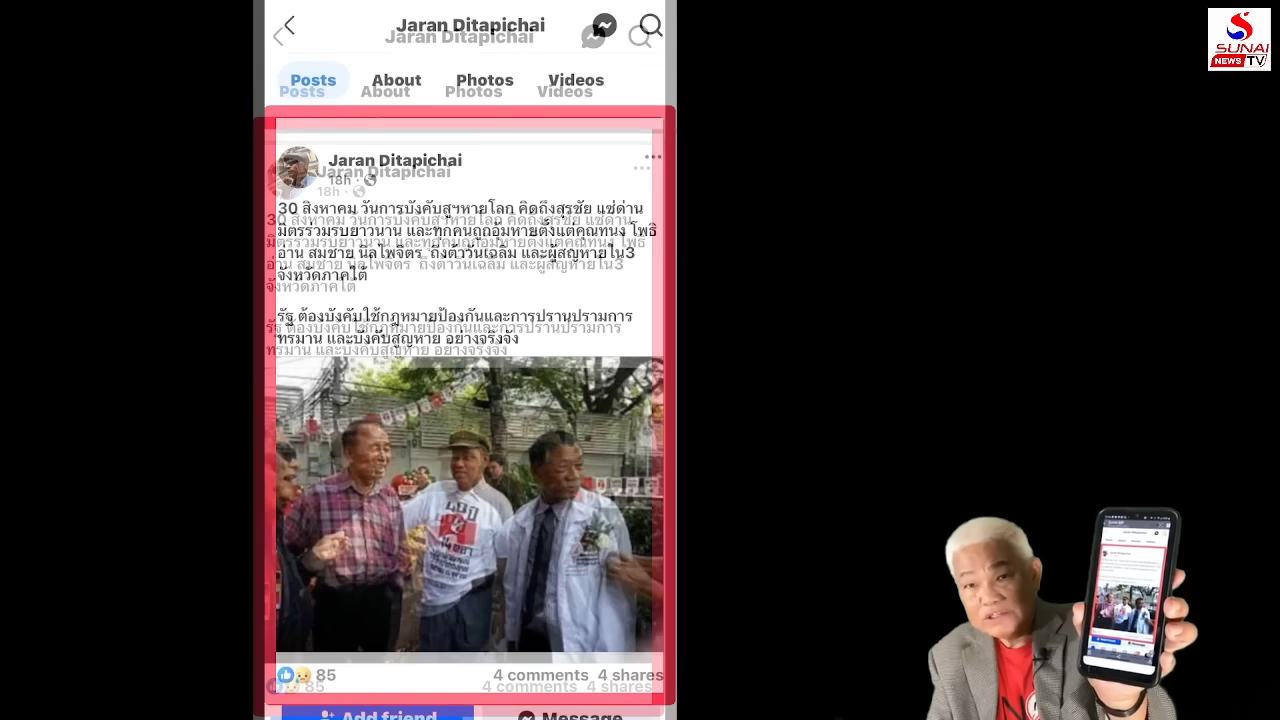 Jaran Ditapichai
SUNAI
NEWS TV
Posts About Photos Videos
Jaran Ditapichai
18h
30 สิงหาคม วันการบังคับสูฯหายโลก คิดถึงสุรชัย แซ่ด่าน
มิตรร่วมรบยาวนาน และทุกคนถูกอุ้มหายตั้งแต่คุณทนง โพธิ
อ่าน สมชาย นีลไพจิตร ถึงต้าวันเฉลิม และผู้สูญหายใน3
จังหวัดภาคใต้
รัฐ ต้องบังคับใช้กฎหมายป้องกันและการปรานปรามการ
ทรมาน และบังคับสูญหาย อย่างจริงจัง
85 4 comments 4 shares
Add friend Message